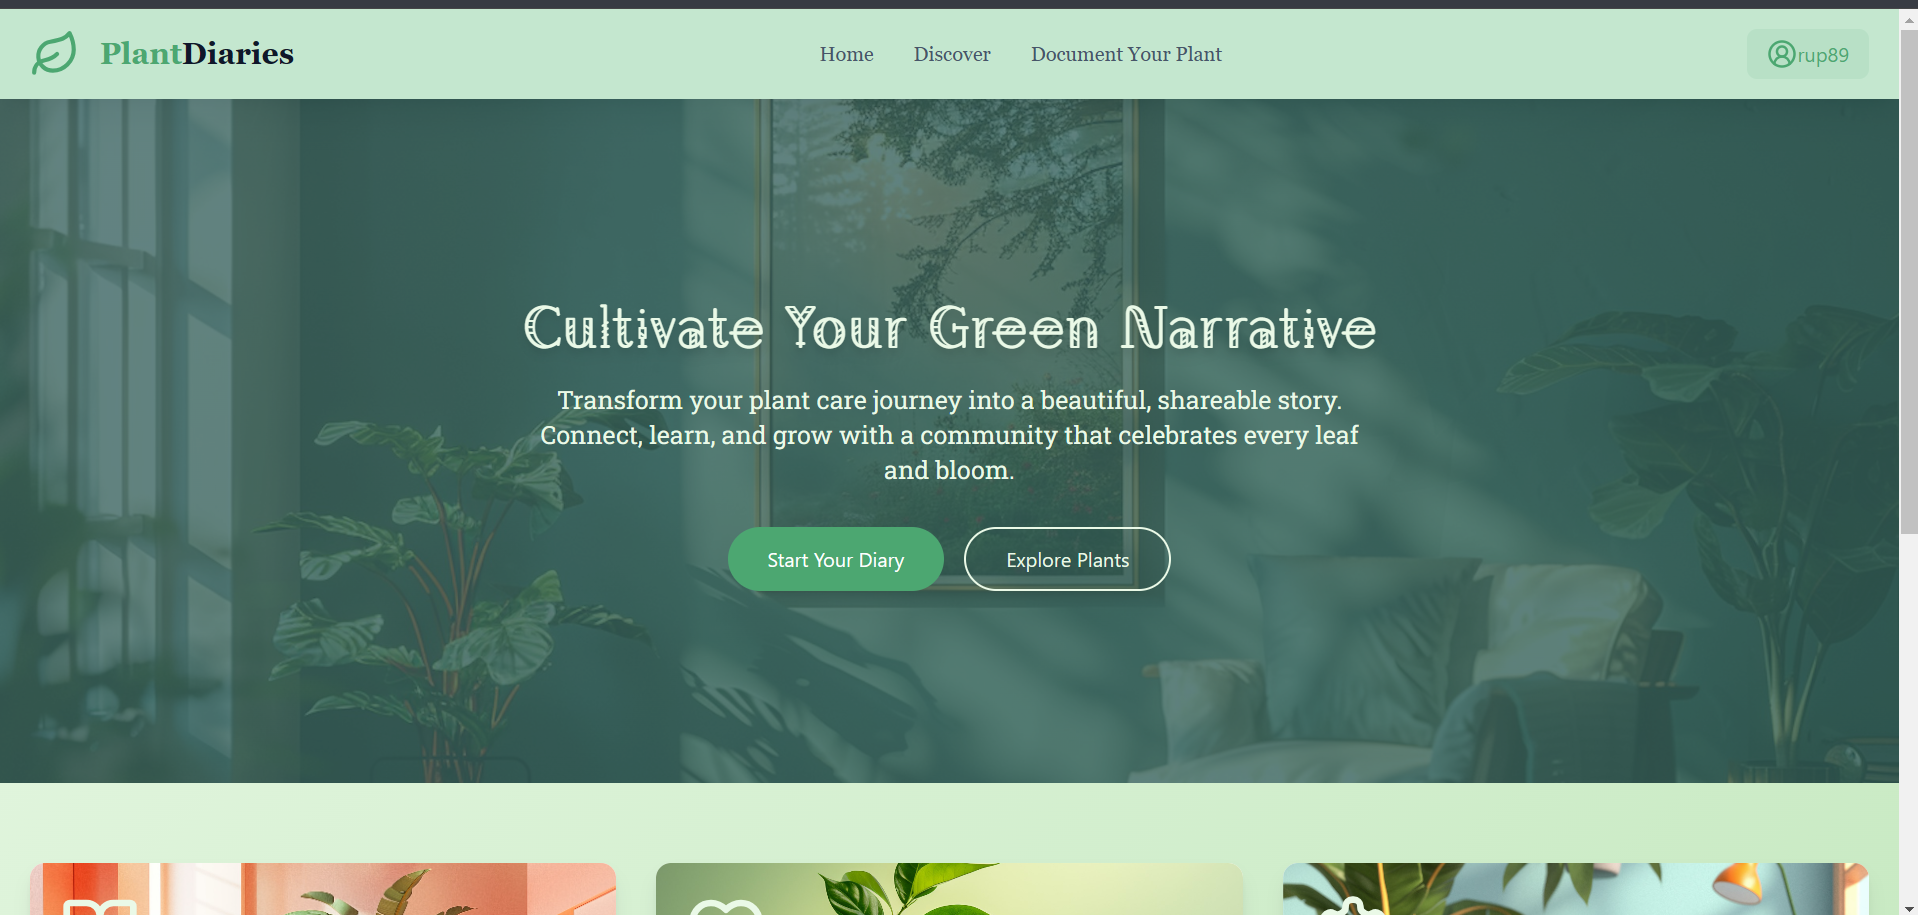 PlantDiaries
Home
Discover
Document Your Plant
rup89
Cultivate Your Green Narrative
Transform your plant care journey into a beautiful, shareable story.
Connect, learn, and grow with a community that celebrates every leaf
and bloom.
Start Your Diary
Explore Plants